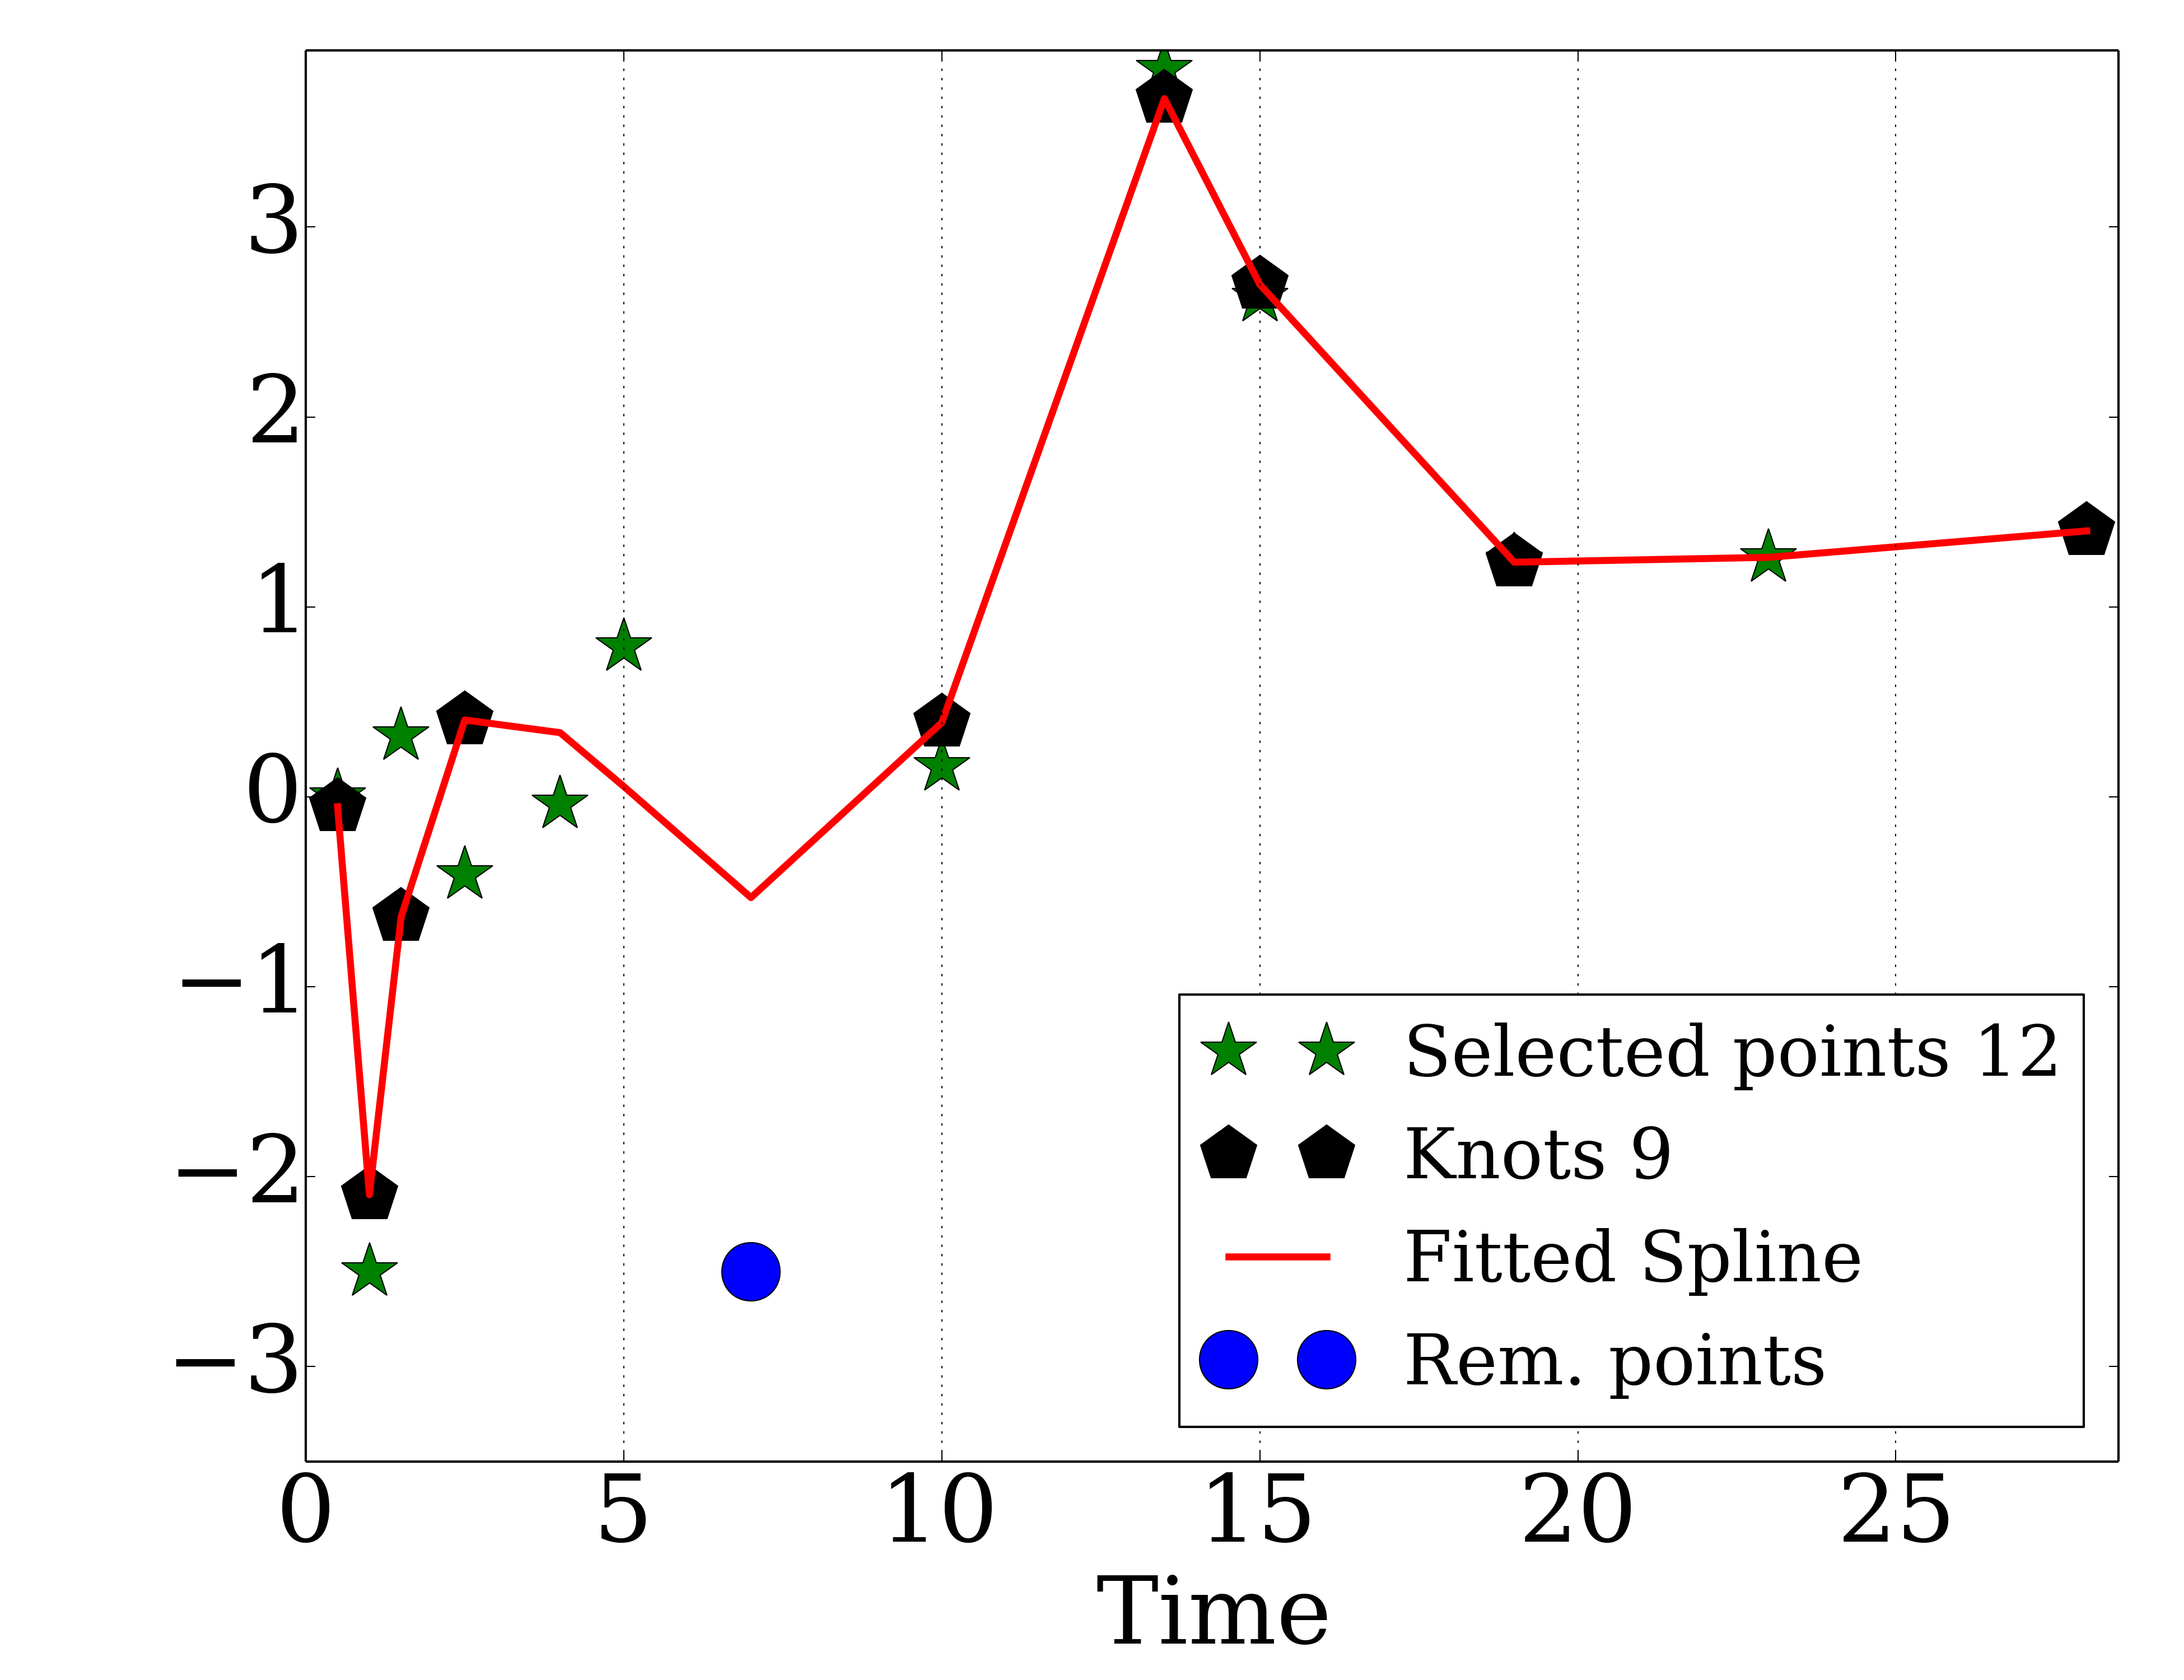 3
2
1
0
−1
−2
−3
Selected points 12
Knots 9
Fitted Spline
Rem. points
0 5 10 15 20 25
Time